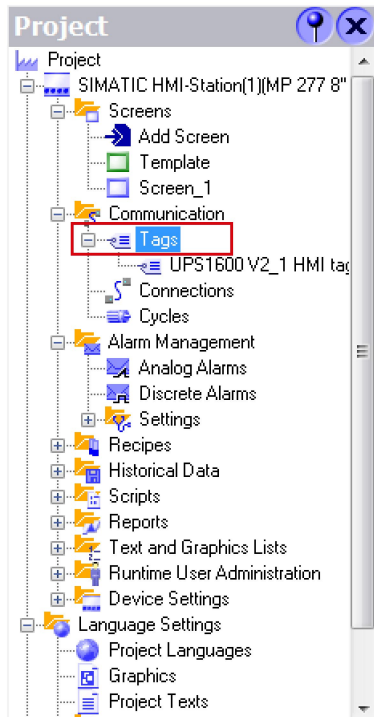 Project
Project
SIMATIC HMI-Station(1)(MP 277 8"
Screens
Add Screen
Template
Screen_1
Communication
Tags
UPS1600 V2_1 HMI tag
Connections
Cycles
Alarm Management
Analog Alarms
Discrete Alarms
Settings
Recipes
Historical Data
Scripts
Reports
Text and Graphics Lists
Runtime User Administration
Device Settings
Language Settings
Project Languages
Graphics
Project Texts